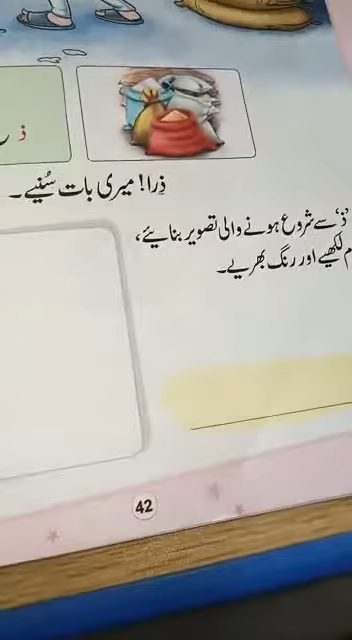 ذ
ذرا! میری بات سُنیے۔
’ذ‘ سے شروع ہونے والی تصویر بنائیے،
لکھیے اور رنگ بھریے۔
42